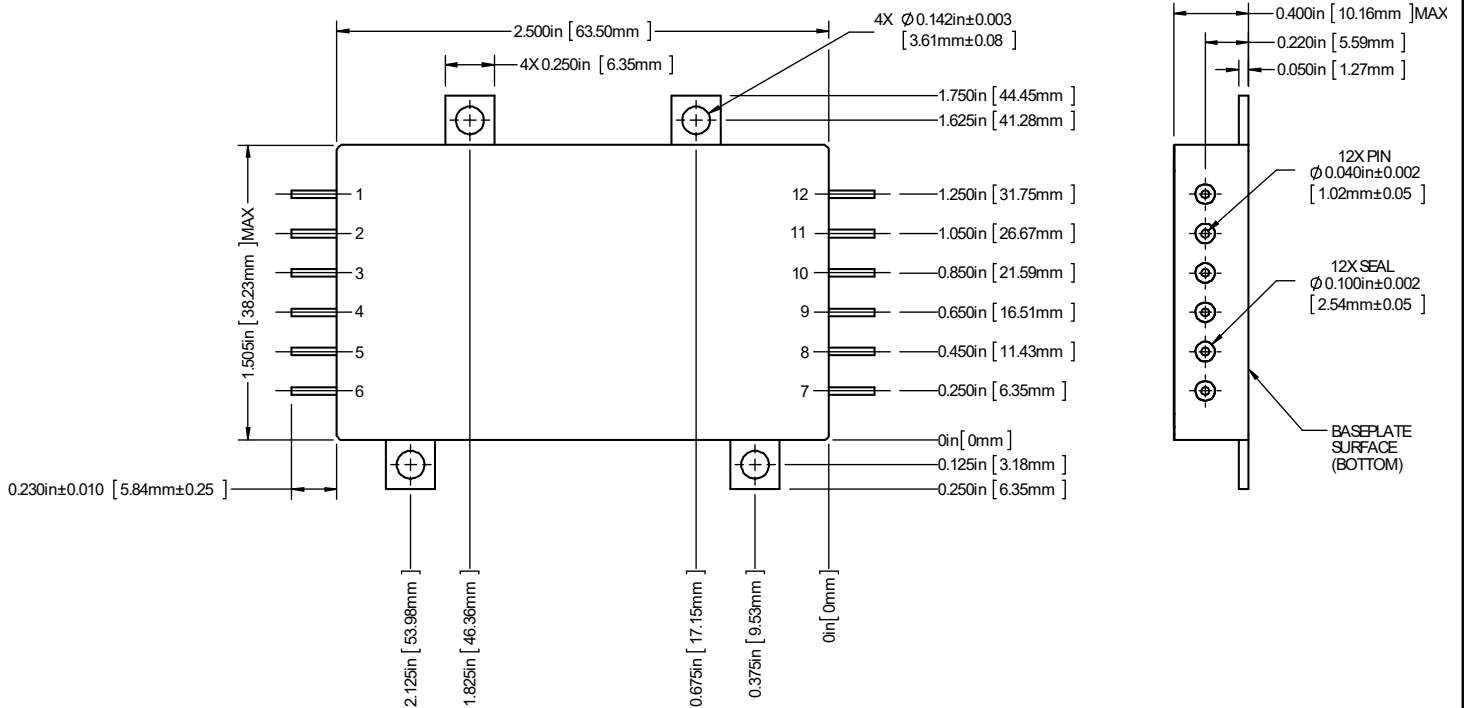 2.500in [ 63.50mm ]
4X 0.250in [ 6.35mm ]
4X Ø 0.142in±0.003
[ 3.61mm±0.08 ]
0.400in [ 10.16mm ]MAX
0.220in [ 5.59mm ]
0.050in [ 1.27mm ]
1.750in [ 44.45mm ]
1.625in [ 41.28mm ]
1.505in [ 38.23mm ]MAX
1
2
3
4
5
6
12
11
10
9
8
7
1.250in [ 31.75mm ]
1.050in [ 26.67mm ]
0.850in [ 21.59mm ]
0.650in [ 16.51mm ]
0.450in [ 11.43mm ]
0.250in [ 6.35mm ]
0in[ 0mm ]
0.125in [ 3.18mm ]
0.250in [ 6.35mm ]
12X PIN
Ø 0.040in±0.002
[ 1.02mm±0.05 ]
12X SEAL
Ø 0.100in±0.002
[ 2.54mm±0.05 ]
BASEPLATE
SURFACE
(BOTTOM)
0.230in±0.010 [ 5.84mm±0.25 ]
2.125in [ 53.98mm ]
1.825in [ 46.36mm ]
0.675in [ 17.15mm ]
0.375in [ 9.53mm ]
0in[ 0mm ]